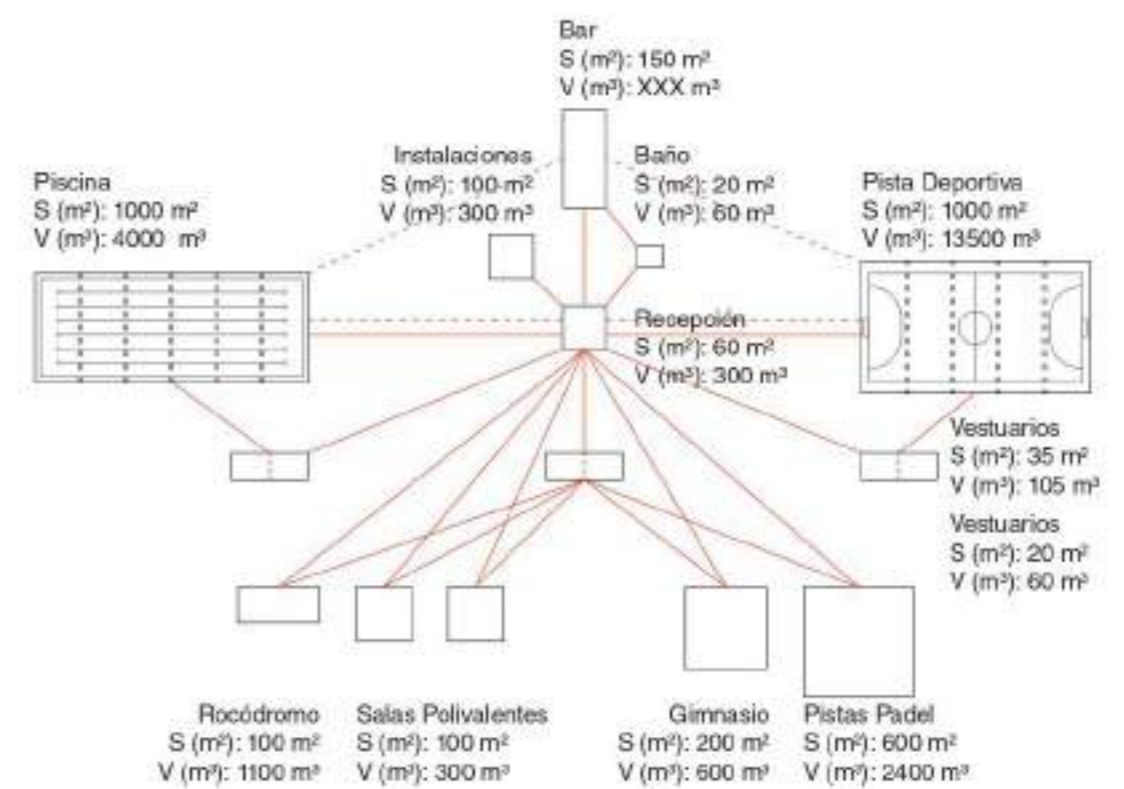 Bar
S (m²): 150 m²
V (m³): XXX m³
Instalaciones
S (m²): 100 m²
V (m³): 300 m³
Baño
S (m²): 20 m²
V (m³): 60 m³
Piscina
S (m²): 1000 m²
V (m³): 4000 m³
Pista Deportiva
S (m²): 1000 m²
V (m³): 13500 m³
Recepción
S (m²): 60 m²
V (m³): 300 m³
Vestuarios
S (m²): 35 m²
V (m³): 105 m³
Vestuarios
S (m²): 20 m²
V (m³): 60 m³
Rocódromo
S (m²): 100 m²
V (m³): 1100 m³
Salas Polivalentes
S (m²): 100 m²
V (m³): 300 m³
Gimnasio
S (m²): 200 m²
V (m³): 600 m³
Pistas Padel
S (m²): 600 m²
V (m³): 2400 m³